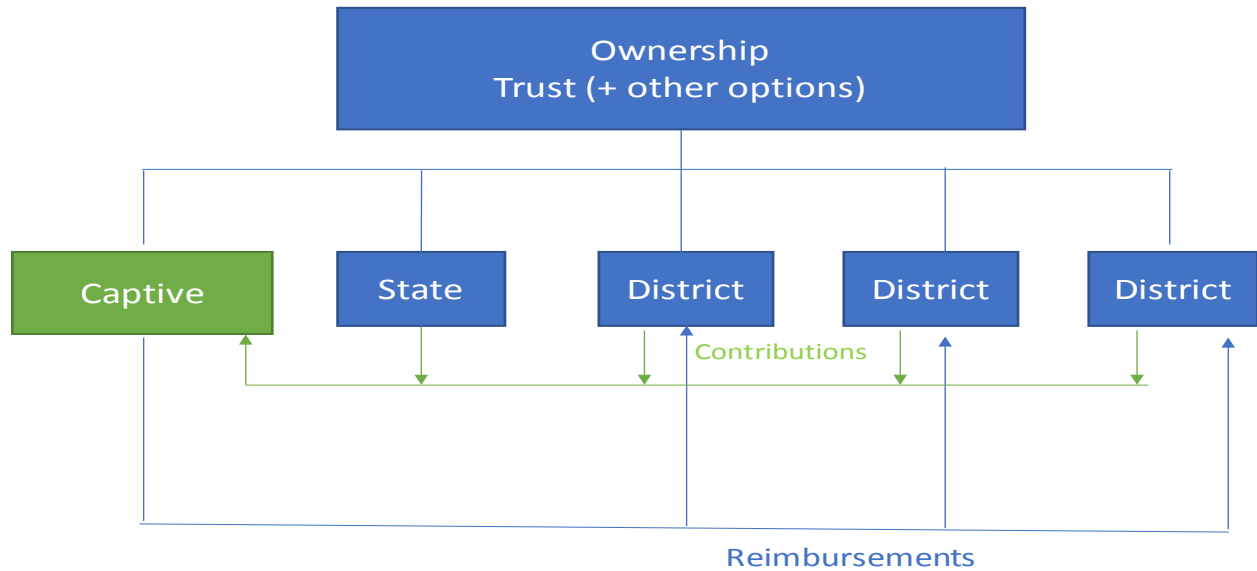 Ownership
Trust (+ other options)
Captive
State
District
District
District
Contributions
Reimbursements